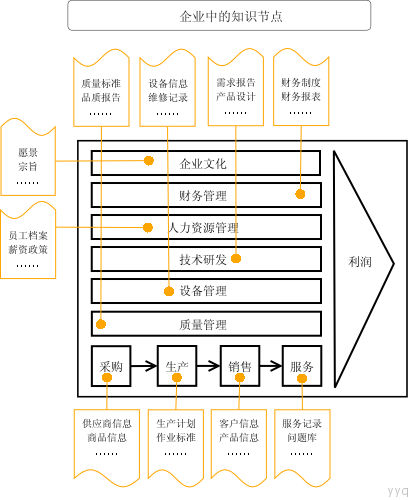 企业中的知识节点
质量标准
品质报告
……
设备信息
维修记录
……
需求报告
产品设计
……
财务制度
财务报表
……
愿景
宗旨
……
员工档案
薪资政策
……
企业文化
财务管理
人力资源管理
技术研发
设备管理
质量管理
采购
生产
销售
服务
利润
供应商信息
商品信息
……
生产计划
作业标准
……
客户信息
产品信息
……
服务记录
问题库
……
yyq